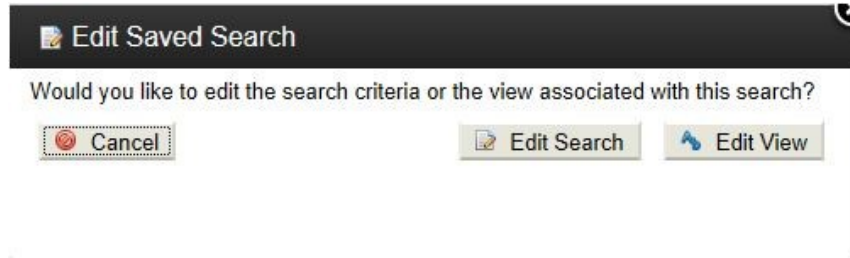 Edit Saved Search
Would you like to edit the search criteria or the view associated with this search?
Cancel Edit Search Edit View